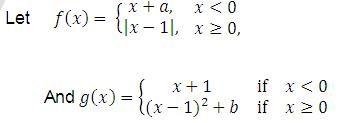 Let f(x) = { x + a, x < 0
|x − 1|, x ≥ 0,
And g(x) = { x + 1 if x < 0
(x − 1)² + b if x ≥ 0